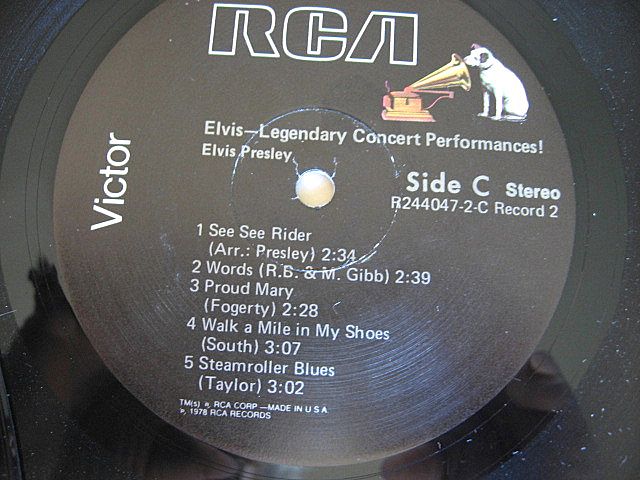 RCA
Elvis—Legendary Concert Performances!
Elvis Presley
Victor
Side C Stereo
R244047-2-C Record 2
1 See See Rider
(Arr.: Presley) 2:34
2 Words (R.B. & M. Gibb) 2:39
3 Proud Mary
(Fogerty) 2:28
4 Walk a Mile in My Shoes
(South) 3:07
5 Steamroller Blues
(Taylor) 3:02
TM(s) ®, RCA CORP.—MADE IN U S A
℗, 1978 RCA RECORDS